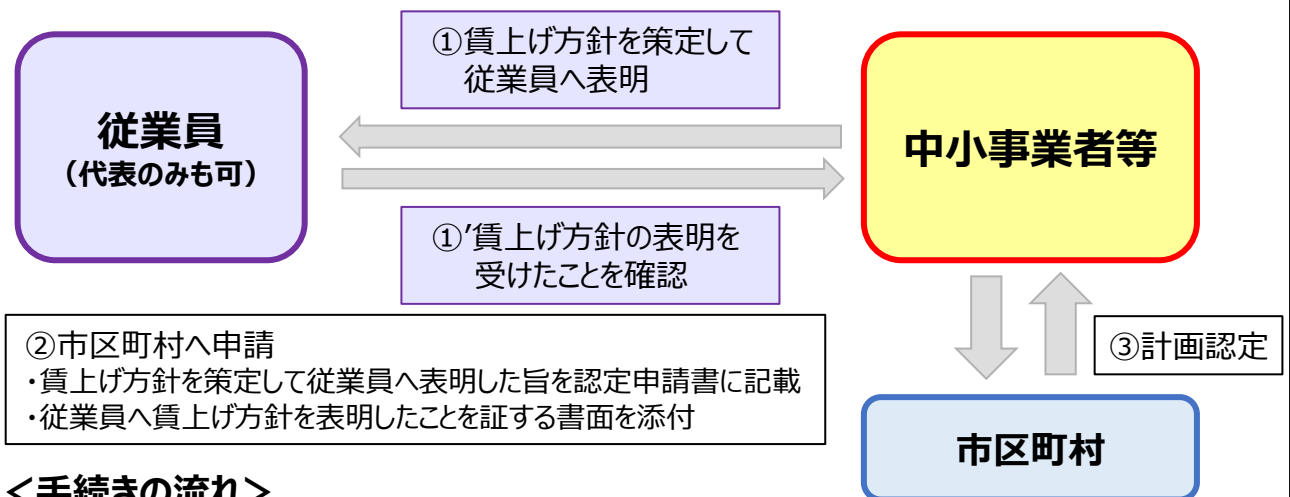 ①賃上げ方針を策定して
従業員へ表明
従業員
（代表のみも可）
中小事業者等
①’賃上げ方針の表明を
受けたことを確認
②市区町村へ申請
・賃上げ方針を策定して従業員へ表明した旨を認定申請書に記載
・従業員へ賃上げ方針を表明したことを証する書面を添付
③計画認定
市区町村
＜手続きの流れ＞